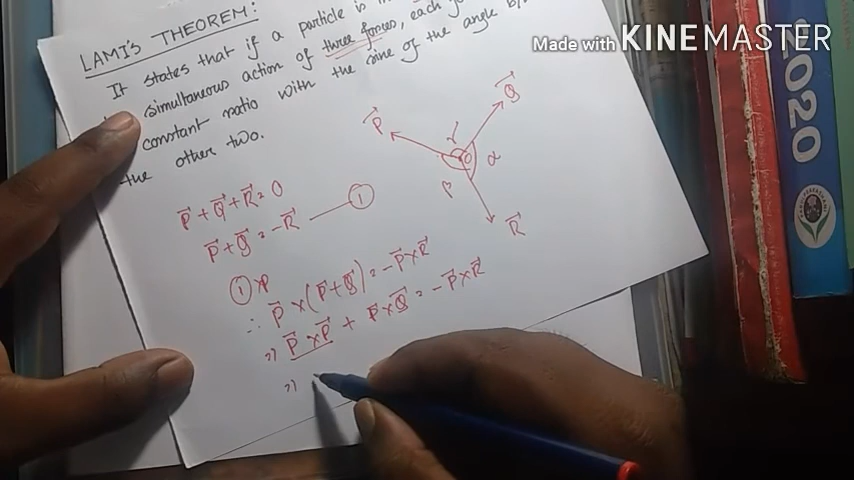 Made with KINEMASTER
LAMI'S THEOREM:
It states that if a particle is in
simultaneous action of three forces, each
constant ratio with the sine of the angle b/
the other two.
P⃗ Q⃗
γ O α
β
R⃗
P⃗ + Q⃗ + R⃗ = 0
P⃗ + Q⃗ = -R⃗ — ①
① × P
∴ P⃗ × (P⃗ + Q⃗) = -P⃗ × R⃗
⇒ P⃗ × P⃗ + P⃗ × Q⃗ = -P⃗ × R⃗
⇒
2020